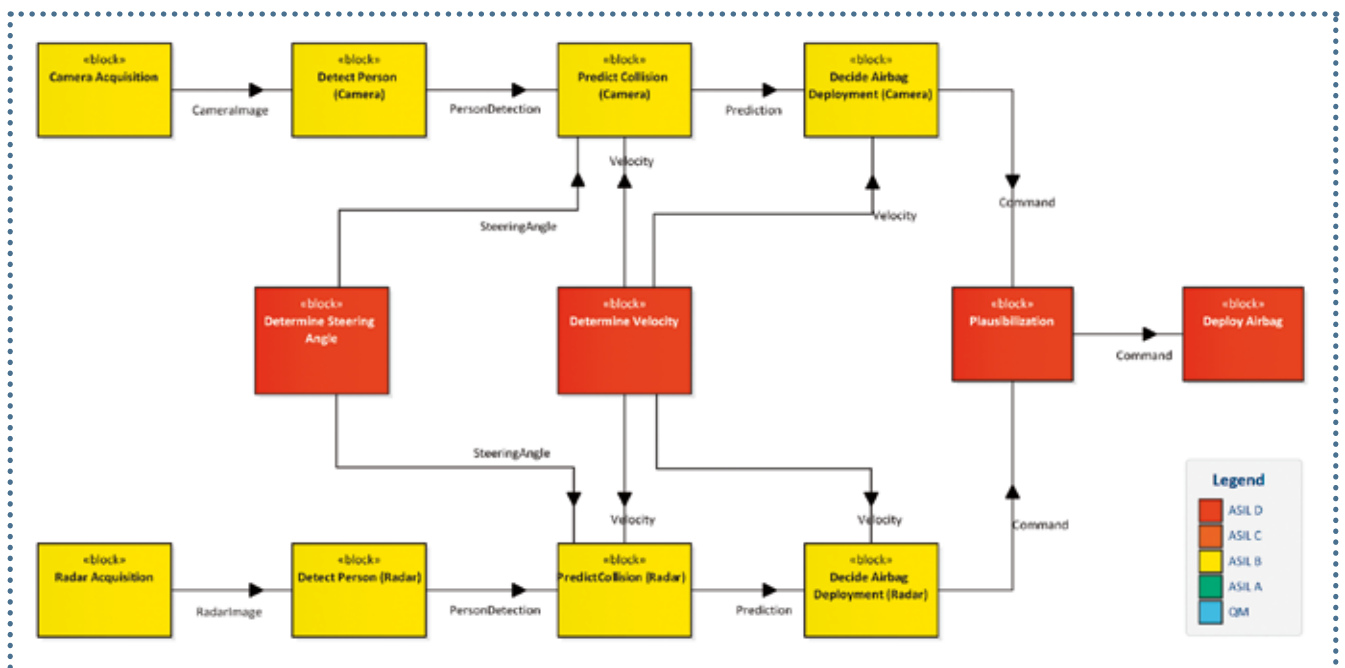 «block»
Camera Acquisition
CameraImage
«block»
Detect Person
(Camera)
PersonDetection
«block»
Predict Collision
(Camera)
Prediction
«block»
Decide Airbag
Deployment (Camera)
Velocity
SteeringAngle
Velocity
Command
«block»
Determine Steering
Angle
«block»
Determine Velocity
«block»
Plausibilization
Command
«block»
Deploy Airbag
SteeringAngle
Velocity
Velocity
Command
«block»
Radar Acquisition
RadarImage
«block»
Detect Person (Radar)
PersonDetection
«block»
PredictCollision (Radar)
Prediction
«block»
Decide Airbag
Deployment (Radar)
Legend
ASIL D
ASIL C
ASIL B
ASIL A
QM